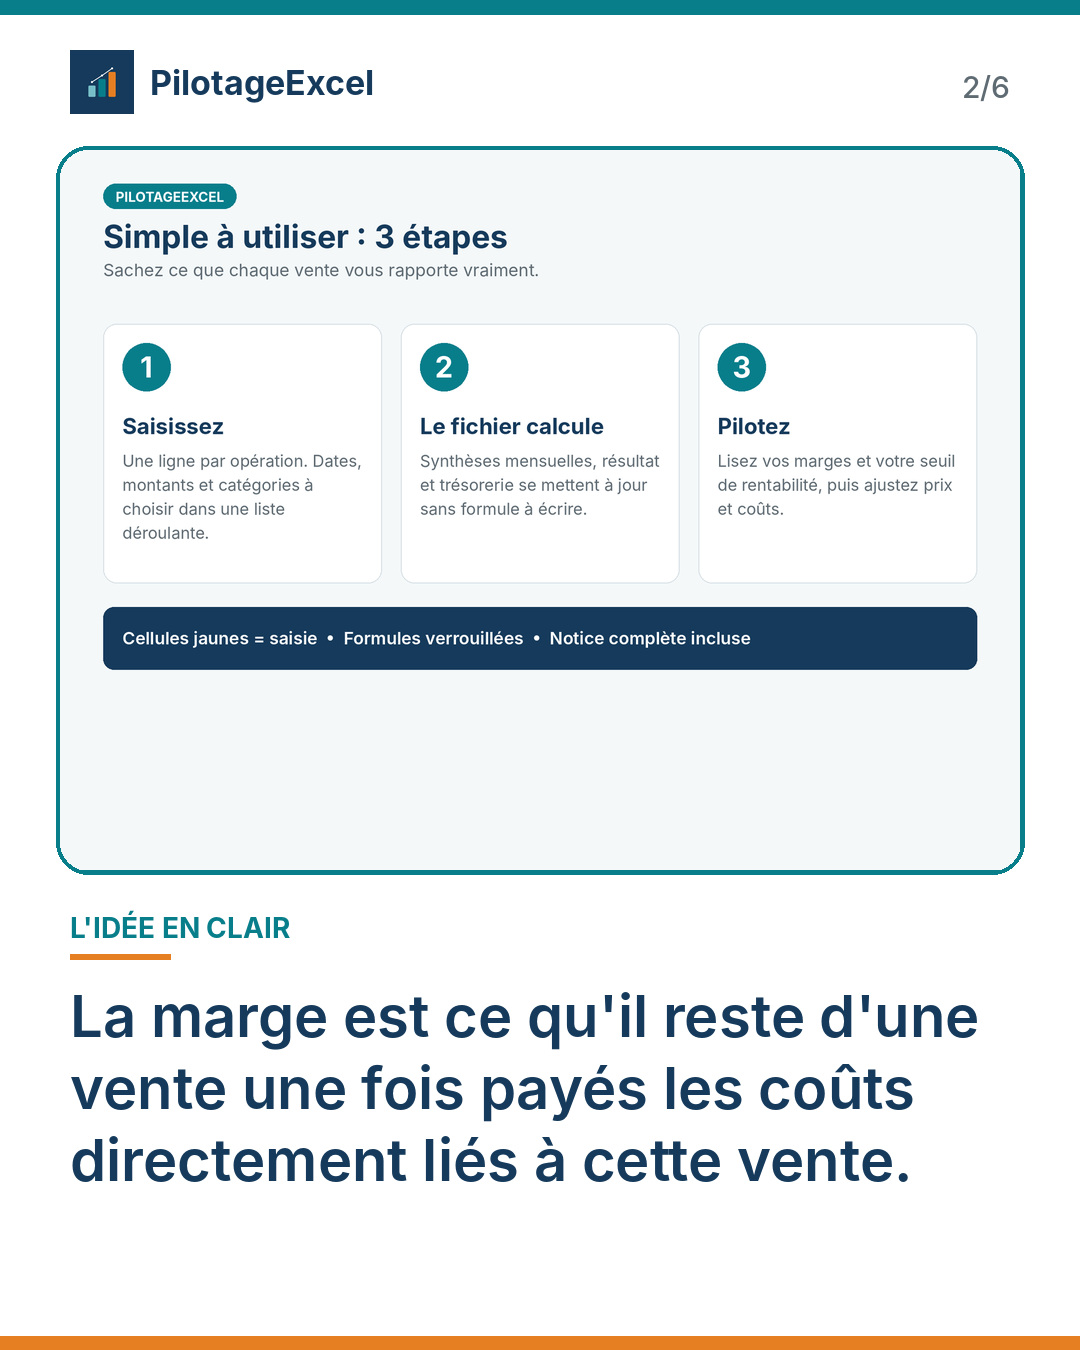 PilotageExcel
2/6
PILOTAGEEXCEL
Simple à utiliser : 3 étapes
Sachez ce que chaque vente vous rapporte vraiment.
1
Saisissez
Une ligne par opération. Dates,
montants et catégories à
choisir dans une liste
déroulante.
2
Le fichier calcule
Synthèses mensuelles, résultat
et trésorerie se mettent à jour
sans formule à écrire.
3
Pilotez
Lisez vos marges et votre seuil
de rentabilité, puis ajustez prix
et coûts.
Cellules jaunes = saisie • Formules verrouillées • Notice complète incluse
L'IDÉE EN CLAIR
La marge est ce qu'il reste d'une
vente une fois payés les coûts
directement liés à cette vente.